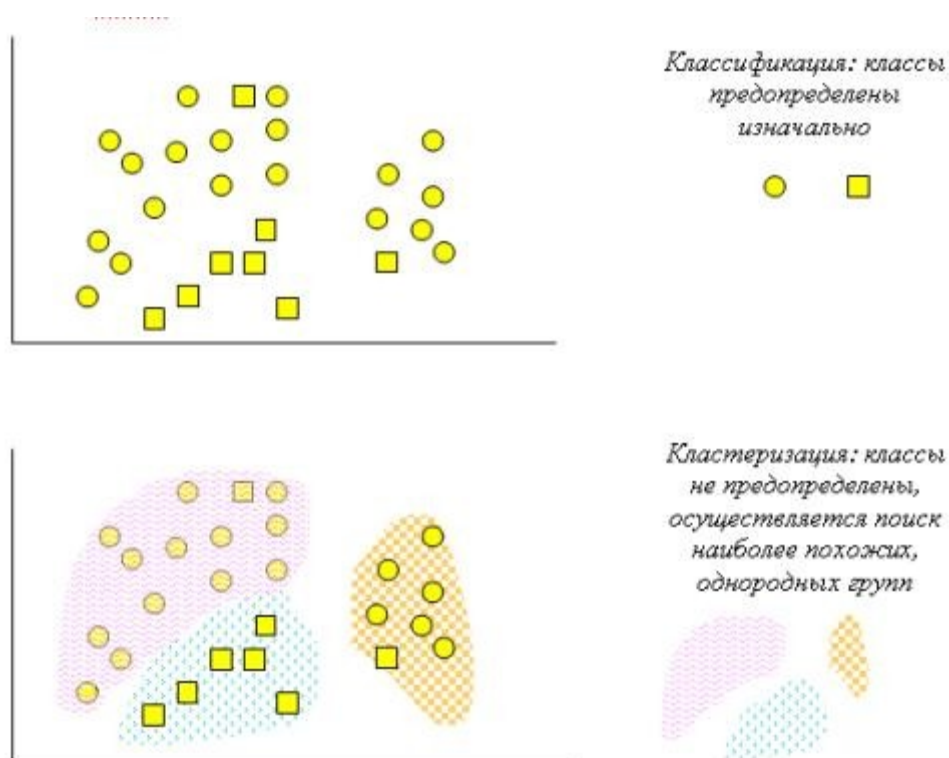 Классификация: классы
предопределены
изначально
Кластеризация: классы
не предопределены,
осуществляется поиск
наиболее похожих,
однородных групп